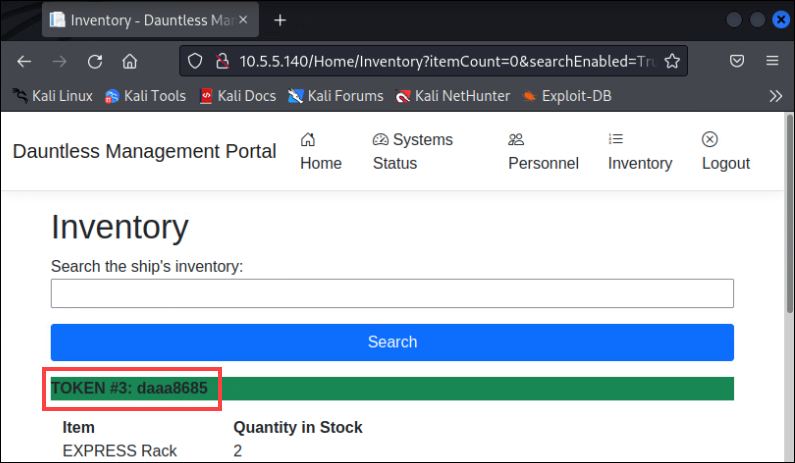 Inventory - Dauntless Mar
10.5.5.140/Home/Inventory?itemCount=0&searchEnabled=Tru
Kali Linux Kali Tools Kali Docs Kali Forums Kali NetHunter Exploit-DB
Dauntless Management Portal
Home
Systems Status
Personnel
Inventory
Logout
Inventory
Search the ship's inventory:
Search
TOKEN #3: daaa8685
Item Quantity in Stock
EXPRESS Rack 2